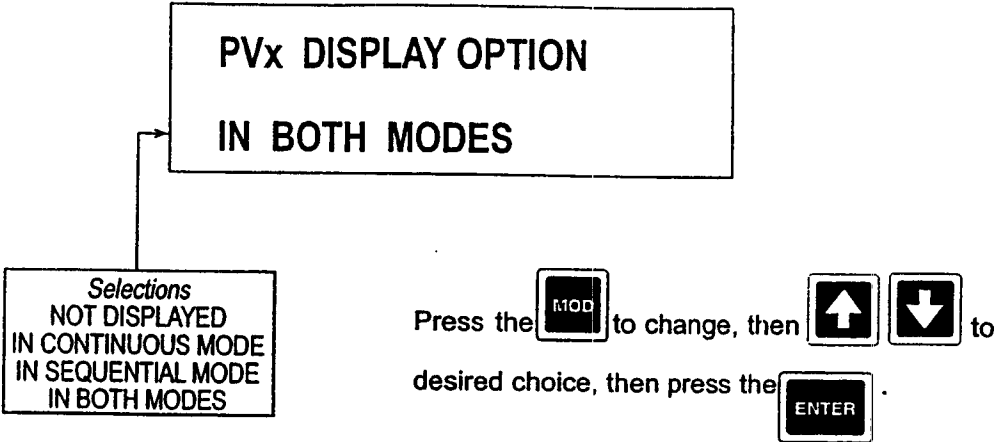 PVx DISPLAY OPTION
IN BOTH MODES
Selections
NOT DISPLAYED
IN CONTINUOUS MODE
IN SEQUENTIAL MODE
IN BOTH MODES
Press the MOD to change, then to
desired choice, then press the ENTER .